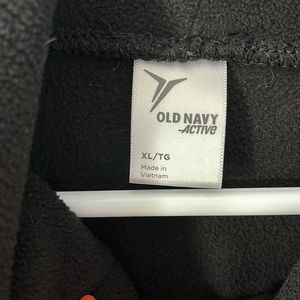 OLD NAVY
-ACTIVE
XL/TG
Made in
Vietnam